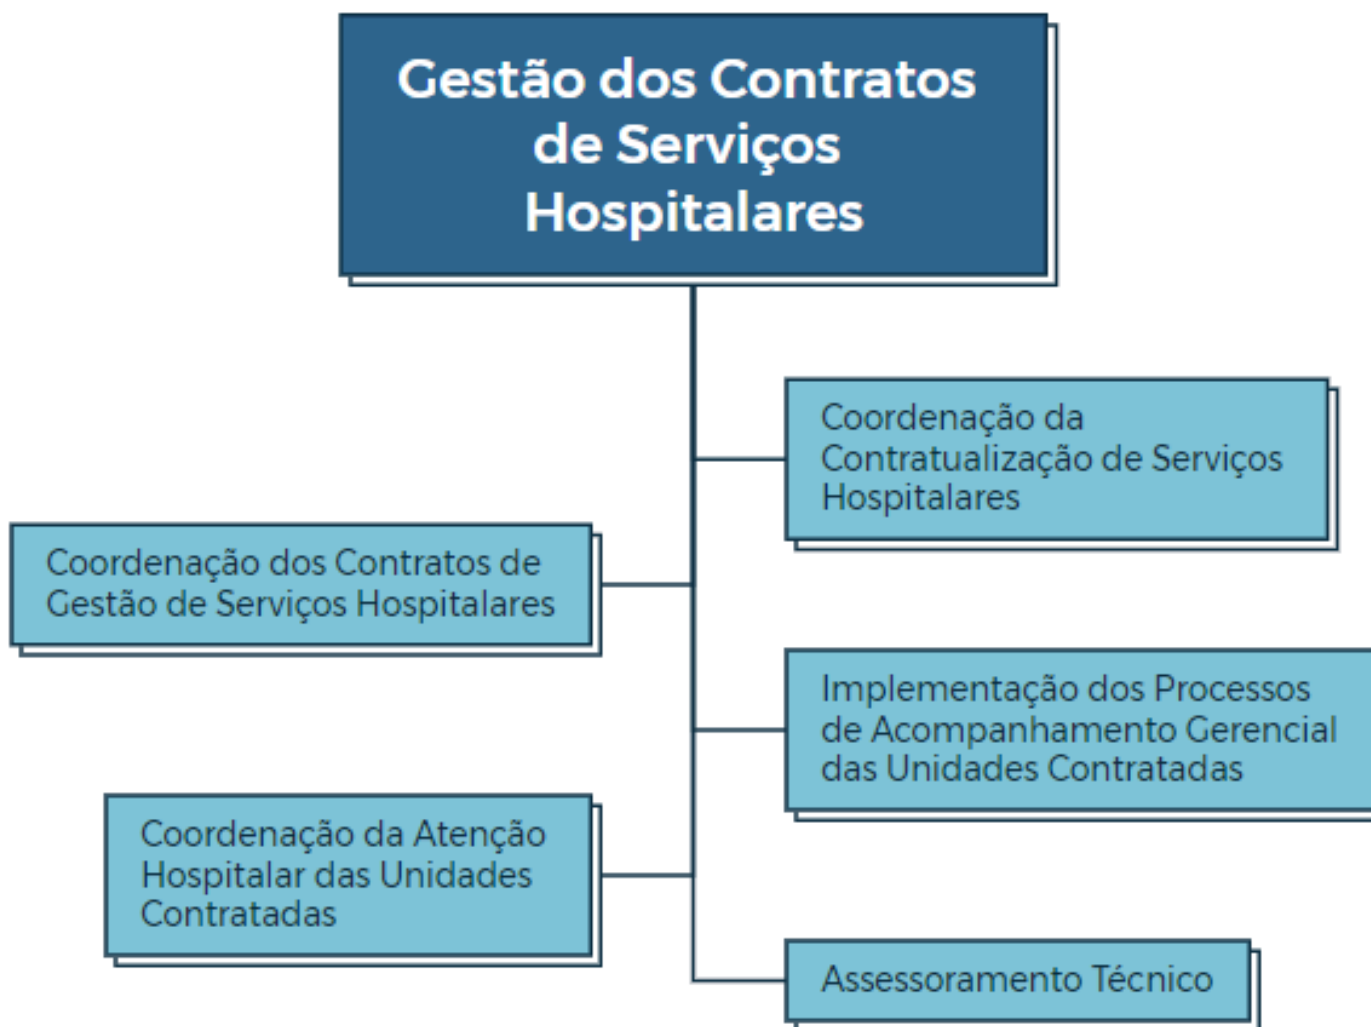 Gestão dos Contratos
de Serviços
Hospitalares
Coordenação da
Contratualização de Serviços
Hospitalares
Coordenação dos Contratos de
Gestão de Serviços Hospitalares
Implementação dos Processos
de Acompanhamento Gerencial
das Unidades Contratadas
Coordenação da Atenção
Hospitalar das Unidades
Contratadas
Assessoramento Técnico